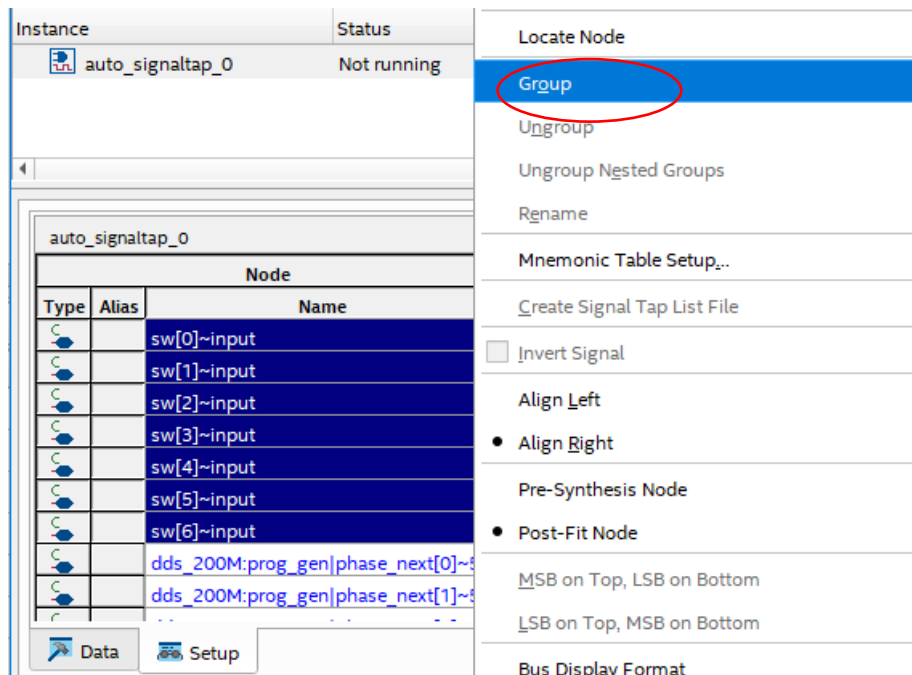 Instance Status
auto_signaltap_0 Not running
auto_signaltap_0
Node
Type Alias Name
sw[0]~input
sw[1]~input
sw[2]~input
sw[3]~input
sw[4]~input
sw[5]~input
sw[6]~input
dds_200M:prog_gen|phase_next[0]~
dds_200M:prog_gen|phase_next[1]~
Data Setup
Locate Node
Group
Ungroup
Ungroup Nested Groups
Rename
Mnemonic Table Setup...
Create Signal Tap List File
Invert Signal
Align Left
Align Right
Pre-Synthesis Node
Post-Fit Node
MSB on Top, LSB on Bottom
LSB on Top, MSB on Bottom
Bus Display Format